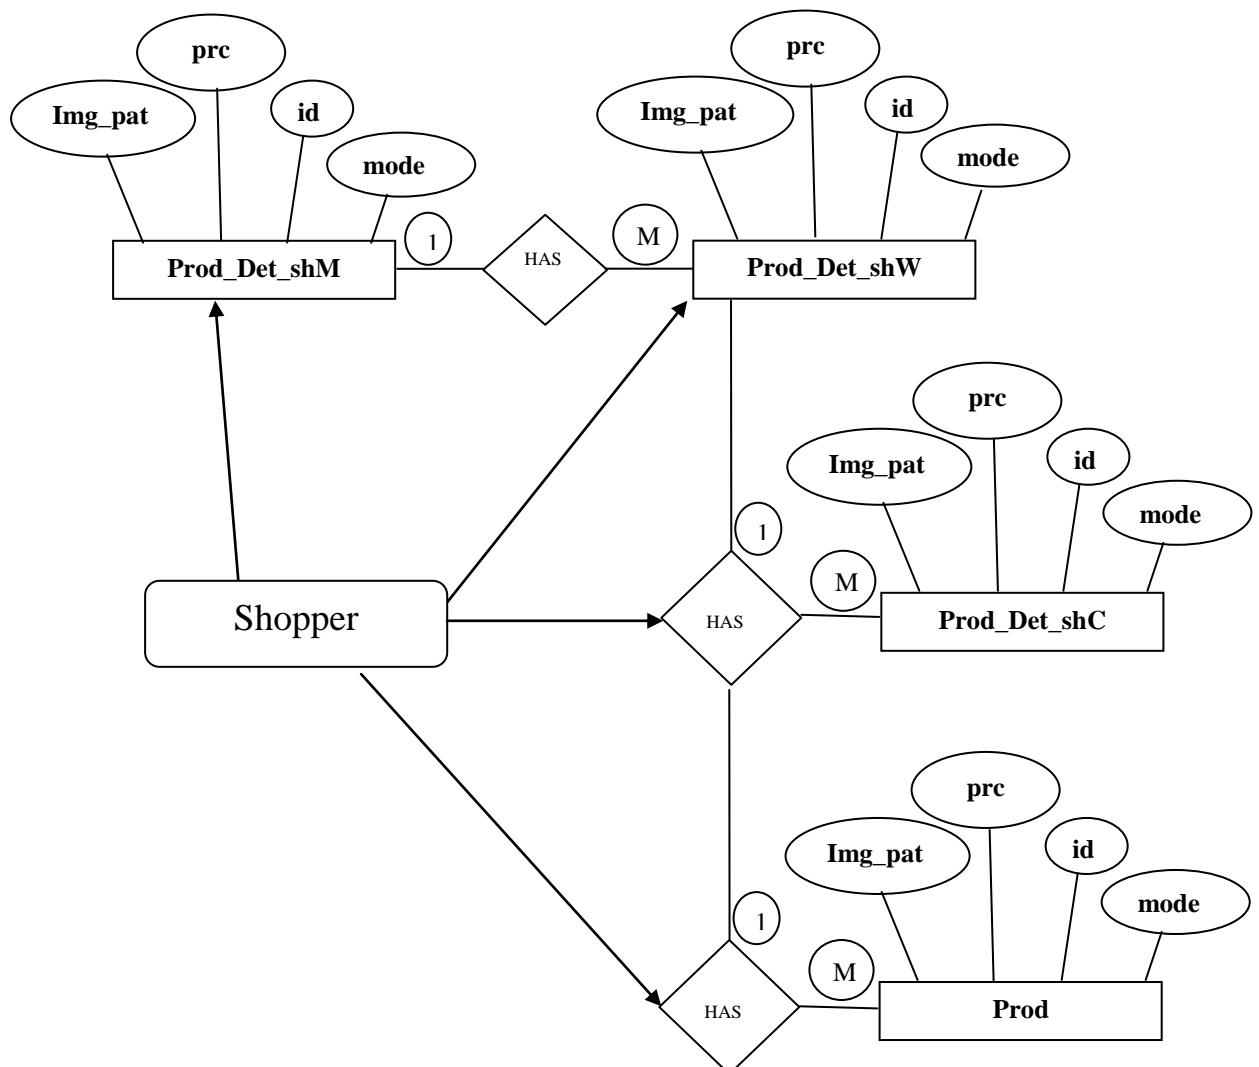 prc
prc
Img_pat
id
Img_pat
id
mode
mode
1
M
Prod_Det_shM
HAS
Prod_Det_shW
prc
Img_pat
id
mode
1
M
Shopper
HAS
Prod_Det_shC
prc
Img_pat
id
mode
1
M
HAS
Prod